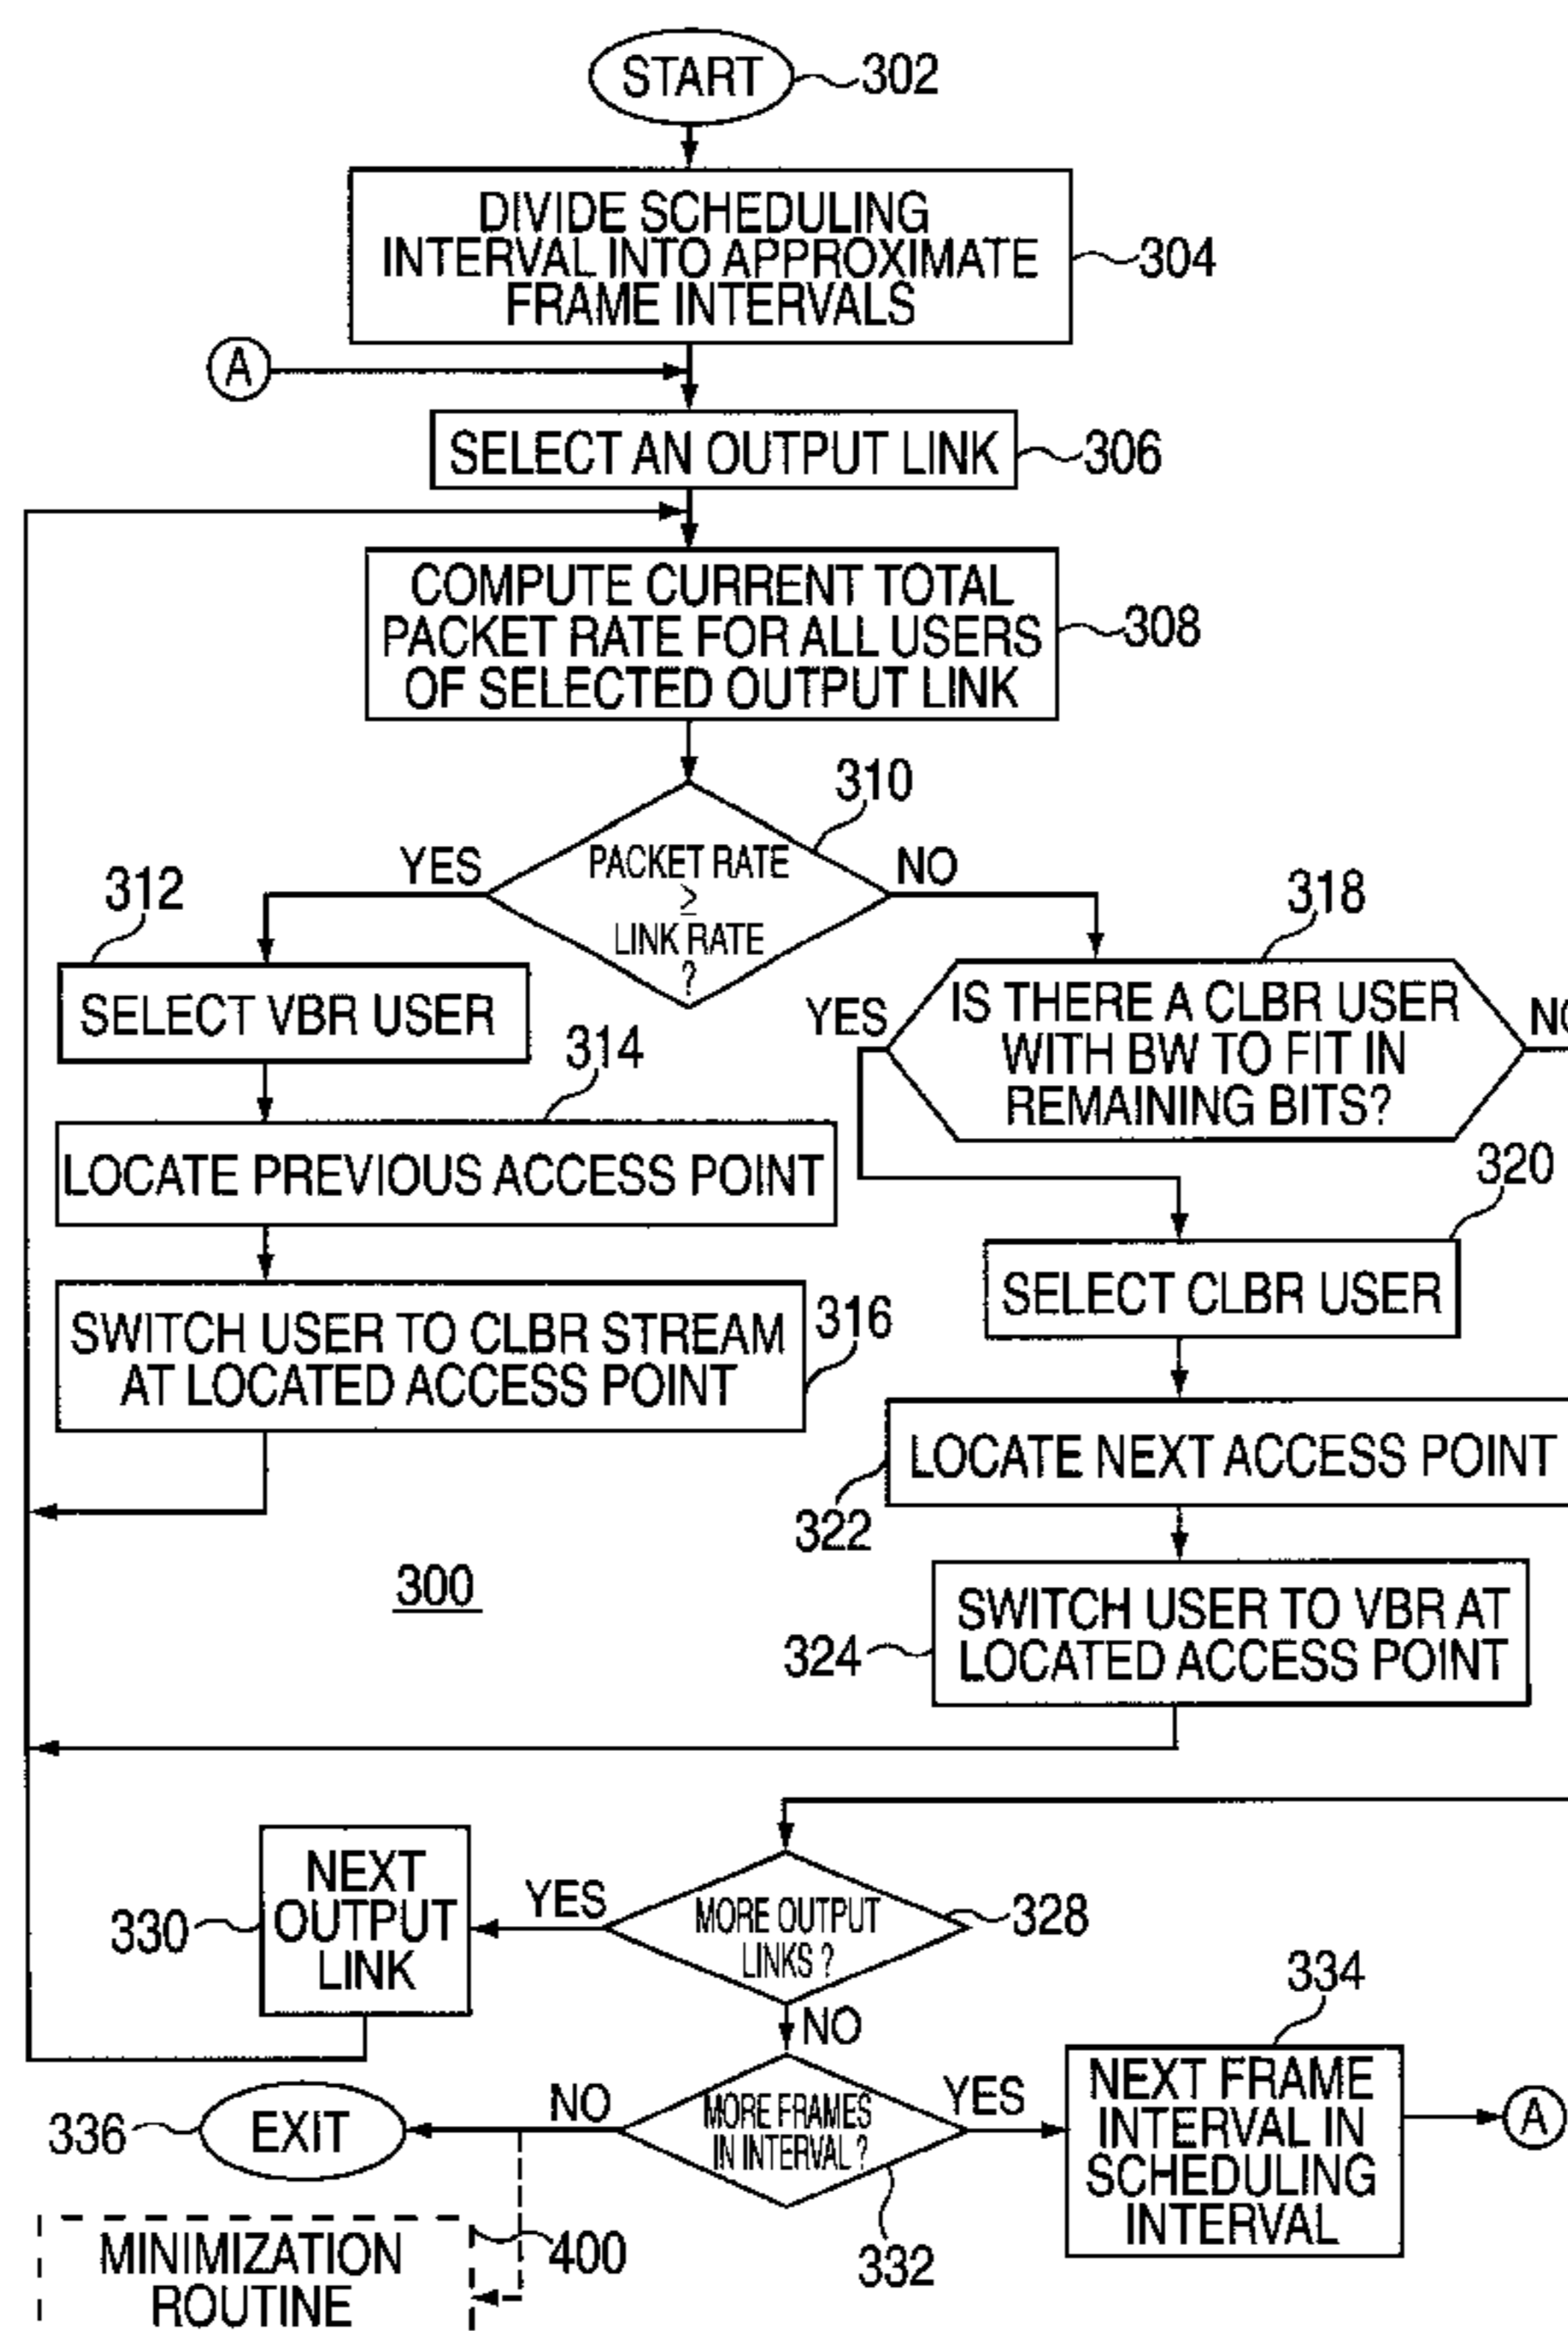 START
302
DIVIDE SCHEDULING
INTERVAL INTO APPROXIMATE
FRAME INTERVALS
304
A
SELECT AN OUTPUT LINK
306
COMPUTE CURRENT TOTAL
PACKET RATE FOR ALL USERS
OF SELECTED OUTPUT LINK
308
310
PACKET RATE
≥
LINK RATE
?
YES
NO
312
SELECT VBR USER
318
IS THERE A CLBR USER
WITH BW TO FIT IN
REMAINING BITS?
YES
NO
314
LOCATE PREVIOUS ACCESS POINT
320
SELECT CLBR USER
SWITCH USER TO CLBR STREAM
AT LOCATED ACCESS POINT
316
LOCATE NEXT ACCESS POINT
322
300
SWITCH USER TO VBR AT
LOCATED ACCESS POINT
324
NEXT
OUTPUT
LINK
330
YES
MORE OUTPUT
LINKS ?
328
NO
334
336
EXIT
NO
MORE FRAMES
IN INTERVAL ?
YES
332
NEXT FRAME
INTERVAL IN
SCHEDULING
INTERVAL
A
MINIMIZATION
ROUTINE
400